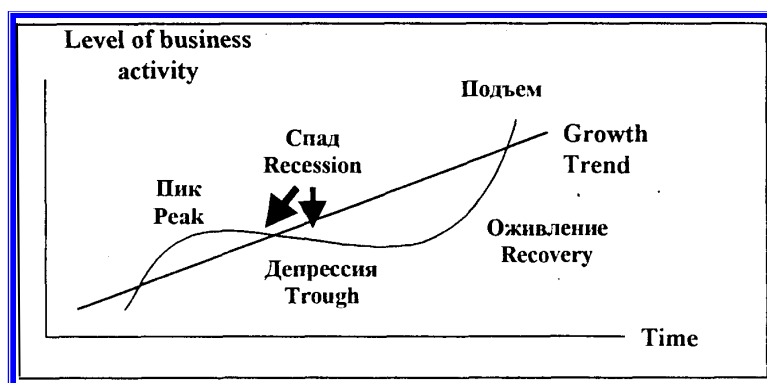 Level of business
activity
Подъем
Growth
Trend
Спад
Recession
Пик
Peak
Оживление
Recovery
Депрессия
Trough
Time